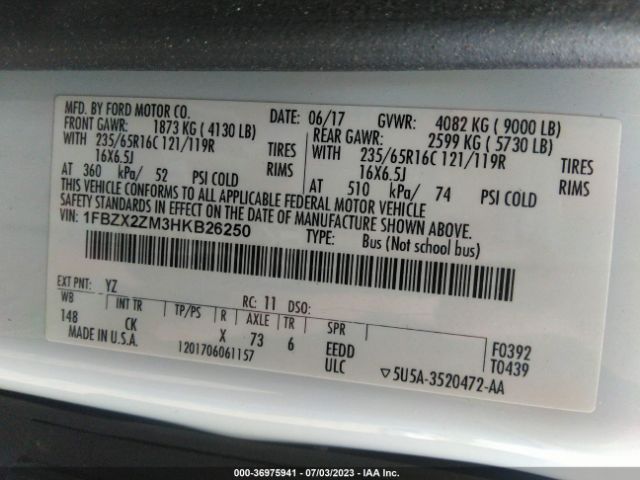 MFD. BY FORD MOTOR CO.
DATE: 06/17 GVWR: 4082 KG ( 9000 LB)
FRONT GAWR: 1873 KG ( 4130 LB)
REAR GAWR: 2599 KG ( 5730 LB)
WITH 235/65R16C 121/119R TIRES
WITH 235/65R16C 121/119R TIRES
16X6.5J RIMS
16X6.5J RIMS
AT 360 kPa/ 52 PSI COLD
AT 510 kPa/ 74 PSI COLD
THIS VEHICLE CONFORMS TO ALL APPLICABLE FEDERAL MOTOR VEHICLE
SAFETY STANDARDS IN EFFECT ON THE DATE OF MANUFACTURE SHOWN ABOVE.
VIN: 1FBZX2ZM3HKB26250
TYPE: Bus (Not school bus)
EXT PNT: YZ RC: 11 DSO:
WB INT TR TP/PS R AXLE TR SPR
148 CK X 73 6 EEDD
F0392
MADE IN U.S.A. 1201706061157 ULC
T0439
▽5U5A-3520472-AA
000-36975941 - 07/03/2023 - IAA Inc.